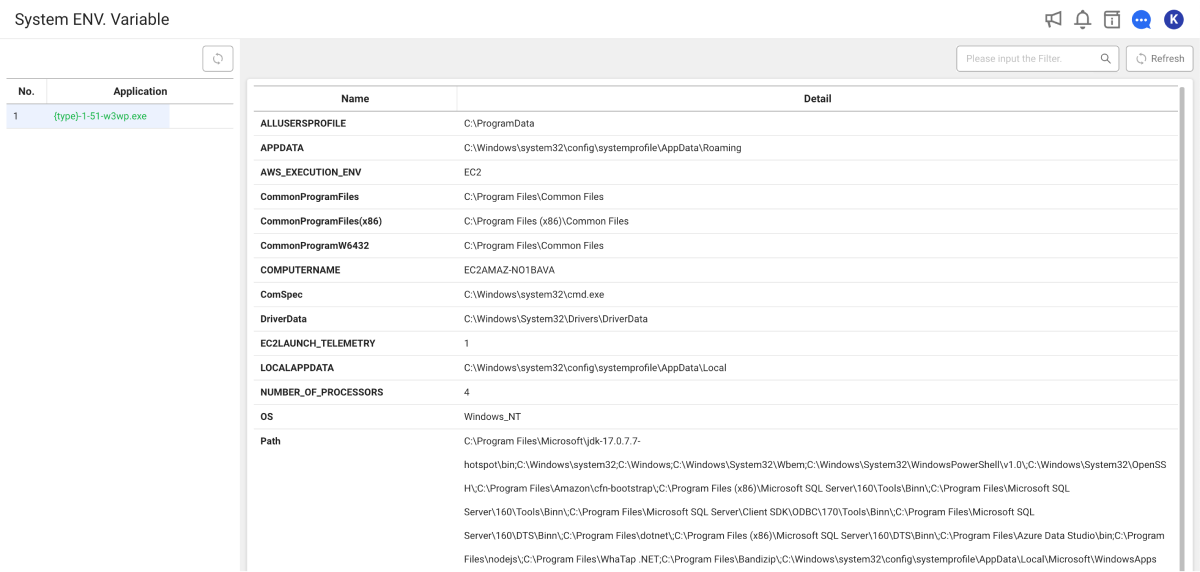 System ENV. Variable
K
Please input the Filter.
Refresh
No. Application
1 {type}-1-51-w3wp.exe
Name Detail
ALLUSERSPROFILE C:\ProgramData
APPDATA C:\Windows\system32\config\systemprofile\AppData\Roaming
AWS_EXECUTION_ENV EC2
CommonProgramFiles C:\Program Files\Common Files
CommonProgramFiles(x86) C:\Program Files (x86)\Common Files
CommonProgramW6432 C:\Program Files\Common Files
COMPUTERNAME EC2AMAZ-NO1BAVA
ComSpec C:\Windows\system32\cmd.exe
DriverData C:\Windows\System32\Drivers\DriverData
EC2LAUNCH_TELEMETRY 1
LOCALAPPDATA C:\Windows\system32\config\systemprofile\AppData\Local
NUMBER_OF_PROCESSORS 4
OS Windows_NT
Path C:\Program Files\Microsoft\jdk-17.0.7.7-
hotspot\bin;C:\Windows\system32;C:\Windows;C:\Windows\System32\Wbem;C:\Windows\System32\WindowsPowerShell\v1.0\;C:\Windows\System32\OpenSS
H\;C:\Program Files\Amazon\cfn-bootstrap\;C:\Program Files (x86)\Microsoft SQL Server\160\Tools\Binn\;C:\Program Files\Microsoft SQL
Server\160\Tools\Binn\;C:\Program Files\Microsoft SQL Server\Client SDK\ODBC\170\Tools\Binn\;C:\Program Files\Microsoft SQL
Server\160\DTS\Binn\;C:\Program Files\dotnet\;C:\Program Files (x86)\Microsoft SQL Server\160\DTS\Binn\;C:\Program Files\Azure Data Studio\bin;C:\Program
Files\nodejs\;C:\Program Files\WhaTap .NET;C:\Program Files\Bandizip\;C:\Windows\system32\config\systemprofile\AppData\Local\Microsoft\WindowsApps